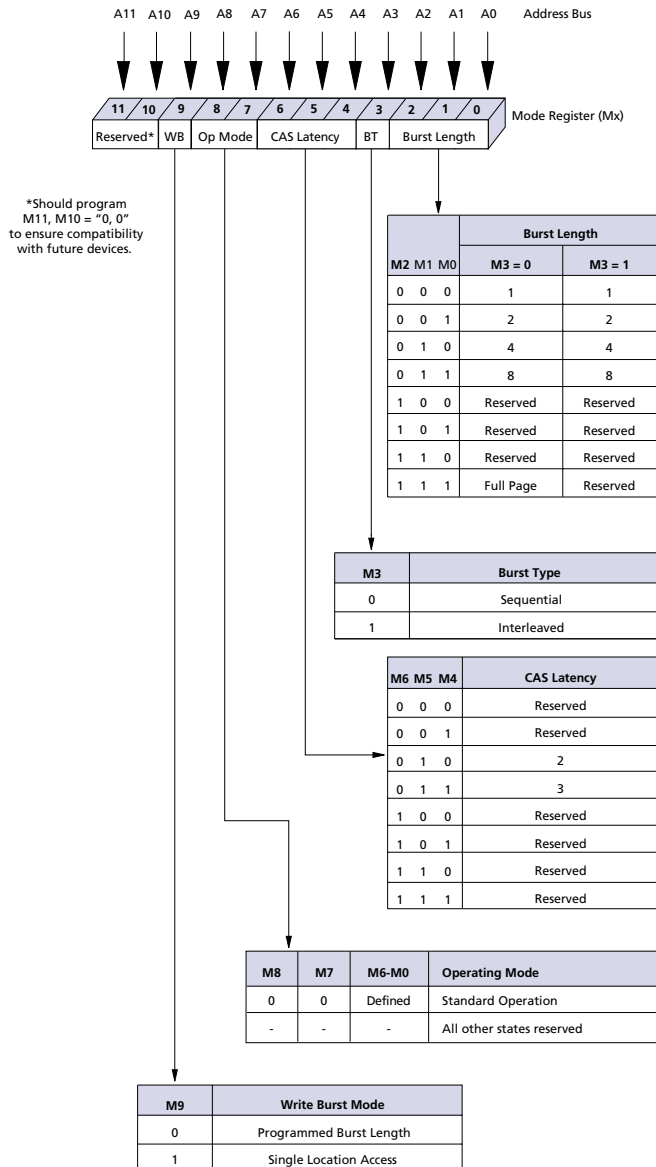 A11 A10 A9 A8 A7 A6 A5 A4 A3 A2 A1 A0 Address Bus
11 10 9 8 7 6 5 4 3 2 1 0
Mode Register (Mx)
Reserved* WB Op Mode CAS Latency BT Burst Length
*Should program
M11, M10 = “0, 0”
to ensure compatibility
with future devices.
Burst Length
M2 M1 M0 M3 = 0 M3 = 1
0 0 0 1 1
0 0 1 2 2
0 1 0 4 4
0 1 1 8 8
1 0 0 Reserved Reserved
1 0 1 Reserved Reserved
1 1 0 Reserved Reserved
1 1 1 Full Page Reserved
M3 Burst Type
0 Sequential
1 Interleaved
M6 M5 M4 CAS Latency
0 0 0 Reserved
0 0 1 Reserved
0 1 0 2
0 1 1 3
1 0 0 Reserved
1 0 1 Reserved
1 1 0 Reserved
1 1 1 Reserved
M8 M7 M6-M0 Operating Mode
0 0 Defined Standard Operation
- - - All other states reserved
M9 Write Burst Mode
0 Programmed Burst Length
1 Single Location Access